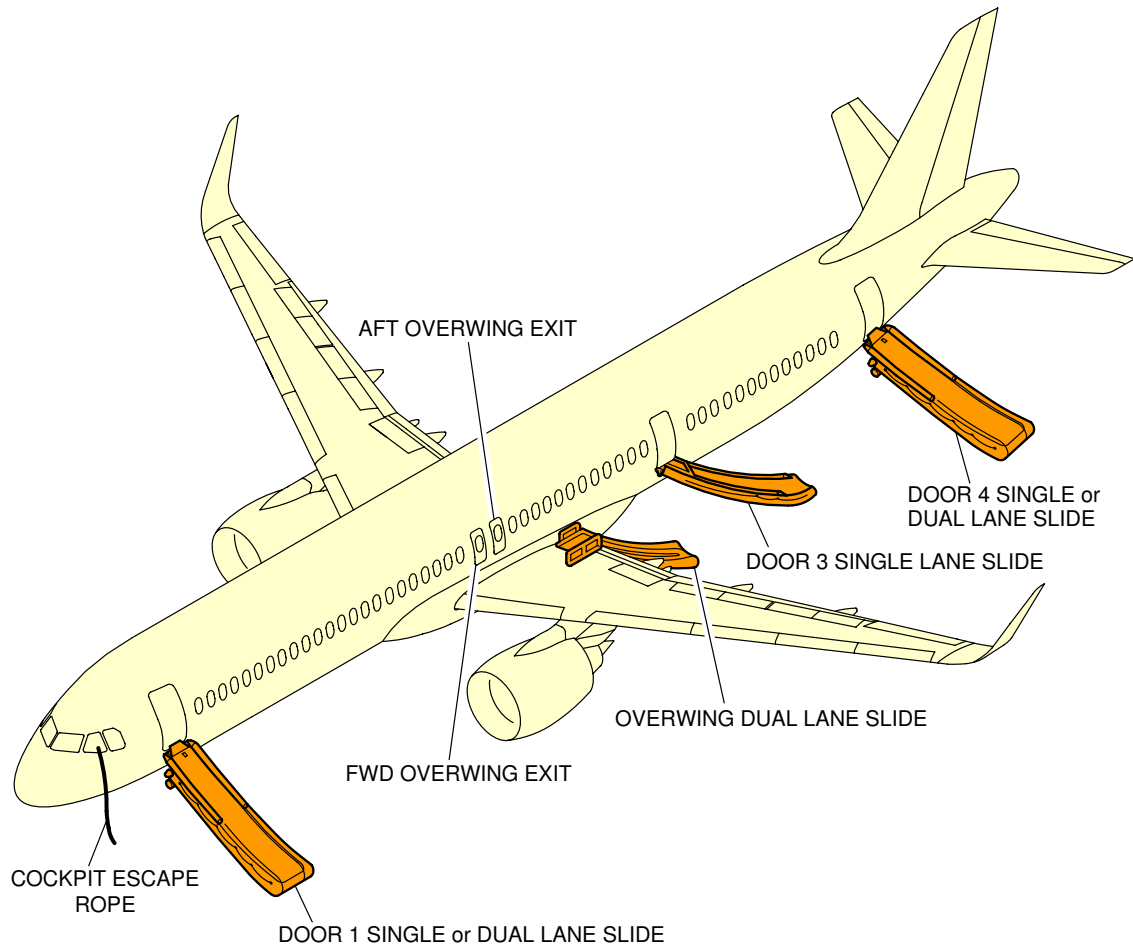 AFT OVERWING EXIT
DOOR 4 SINGLE or
DUAL LANE SLIDE
DOOR 3 SINGLE LANE SLIDE
OVERWING DUAL LANE SLIDE
FWD OVERWING EXIT
COCKPIT ESCAPE
ROPE
DOOR 1 SINGLE or DUAL LANE SLIDE